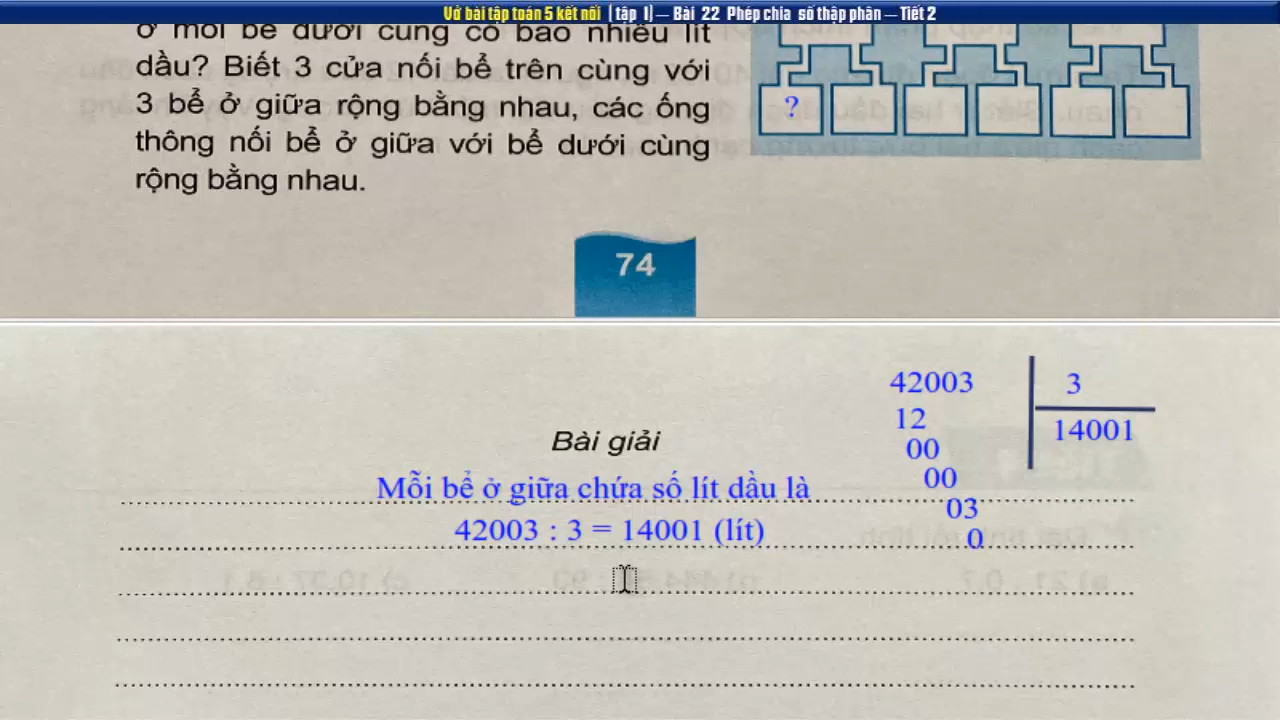 Vở bài tập toán 5 kết nối (tập 1) — Bài 22 Phép chia số thập phân — Tiết 2
ở mỗi bể dưới cùng có bao nhiêu lít
dầu? Biết 3 cửa nối bể trên cùng với
3 bể ở giữa rộng bằng nhau, các ống
thông nối bể ở giữa với bể dưới cùng
rộng bằng nhau.
?
74
Bài giải
Mỗi bể ở giữa chứa số lít dầu là
42003 : 3 = 14001 (lít)
42003 3
12 14001
00
00
03
0